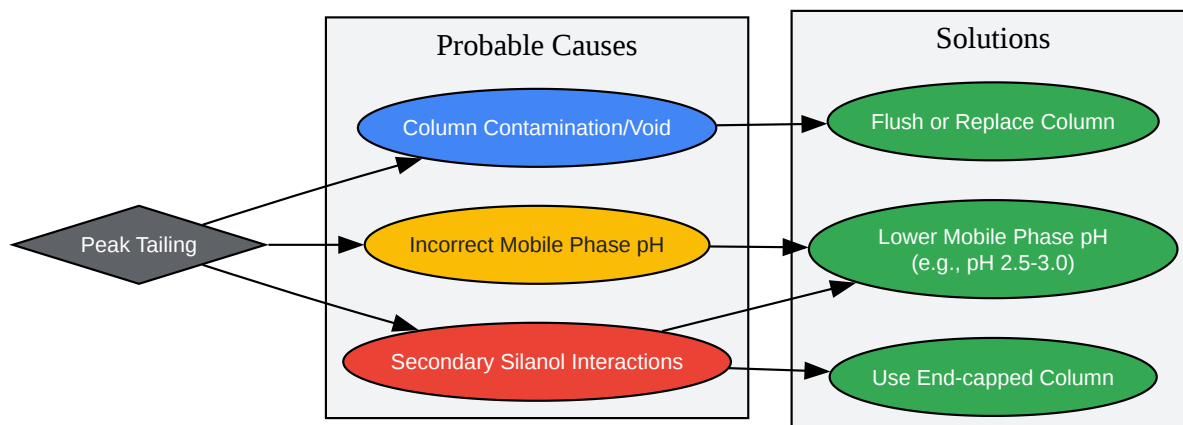 Probable Causes
Solutions
Peak Tailing
Column Contamination/Void
Incorrect Mobile Phase pH
Secondary Silanol Interactions
Flush or Replace Column
Lower Mobile Phase pH
(e.g., pH 2.5-3.0)
Use End-capped Column